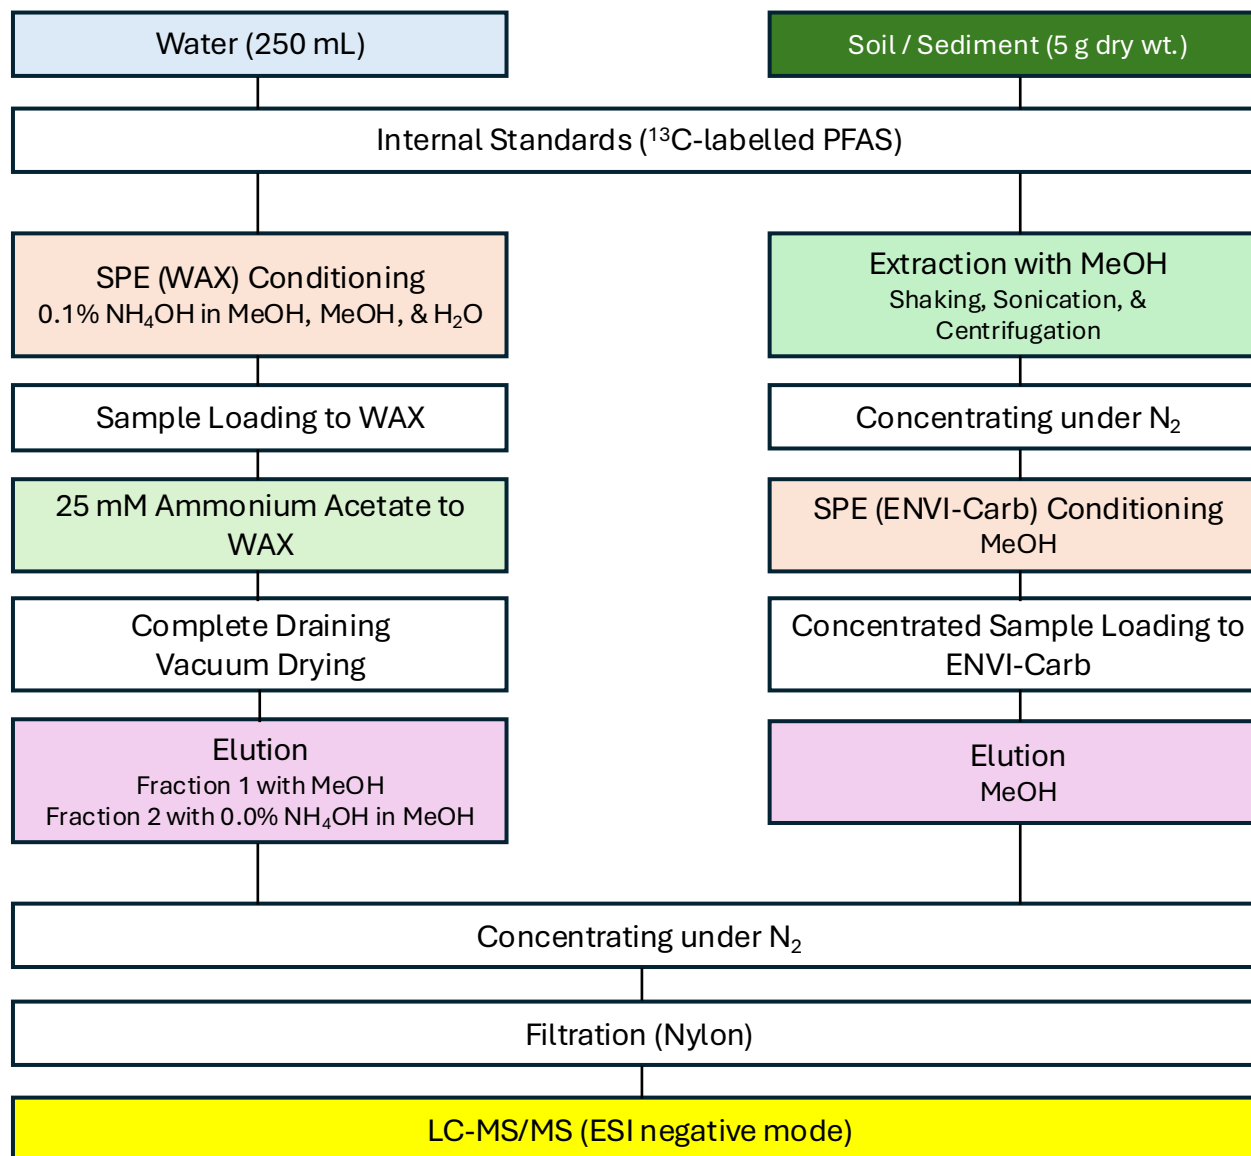 Water (250 mL)
Soil / Sediment (5 g dry wt.)
Internal Standards (¹³C-labelled PFAS)
SPE (WAX) Conditioning
0.1% NH₄OH in MeOH, MeOH, & H₂O
Extraction with MeOH
Shaking, Sonication, &
Centrifugation
Sample Loading to WAX
Concentrating under N₂
25 mM Ammonium Acetate to
WAX
SPE (ENVI-Carb) Conditioning
MeOH
Complete Draining
Vacuum Drying
Concentrated Sample Loading to
ENVI-Carb
Elution
Fraction 1 with MeOH
Fraction 2 with 0.0% NH₄OH in MeOH
Elution
MeOH
Concentrating under N₂
Filtration (Nylon)
LC-MS/MS (ESI negative mode)